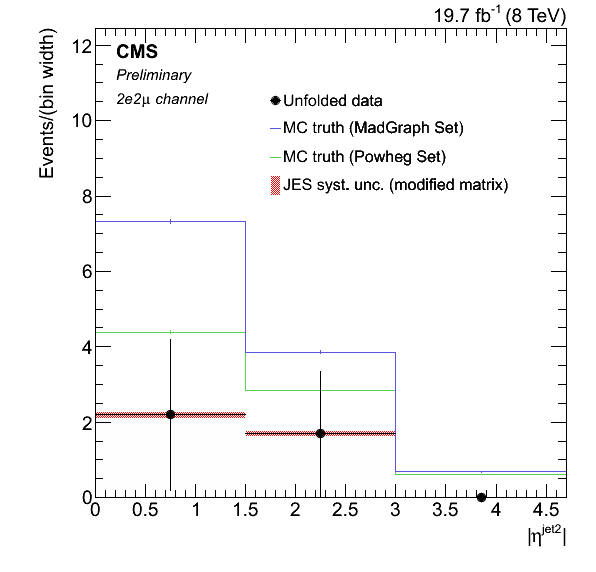 19.7 fb⁻¹ (8 TeV)
CMS
Preliminary
2e2μ channel
Unfolded data
MC truth (MadGraph Set)
MC truth (Powheg Set)
JES syst. unc. (modified matrix)
Events/(bin width)
12
10
8
6
4
2
0
0 0.5 1 1.5 2 2.5 3 3.5 4 4.5
|η^jet2|